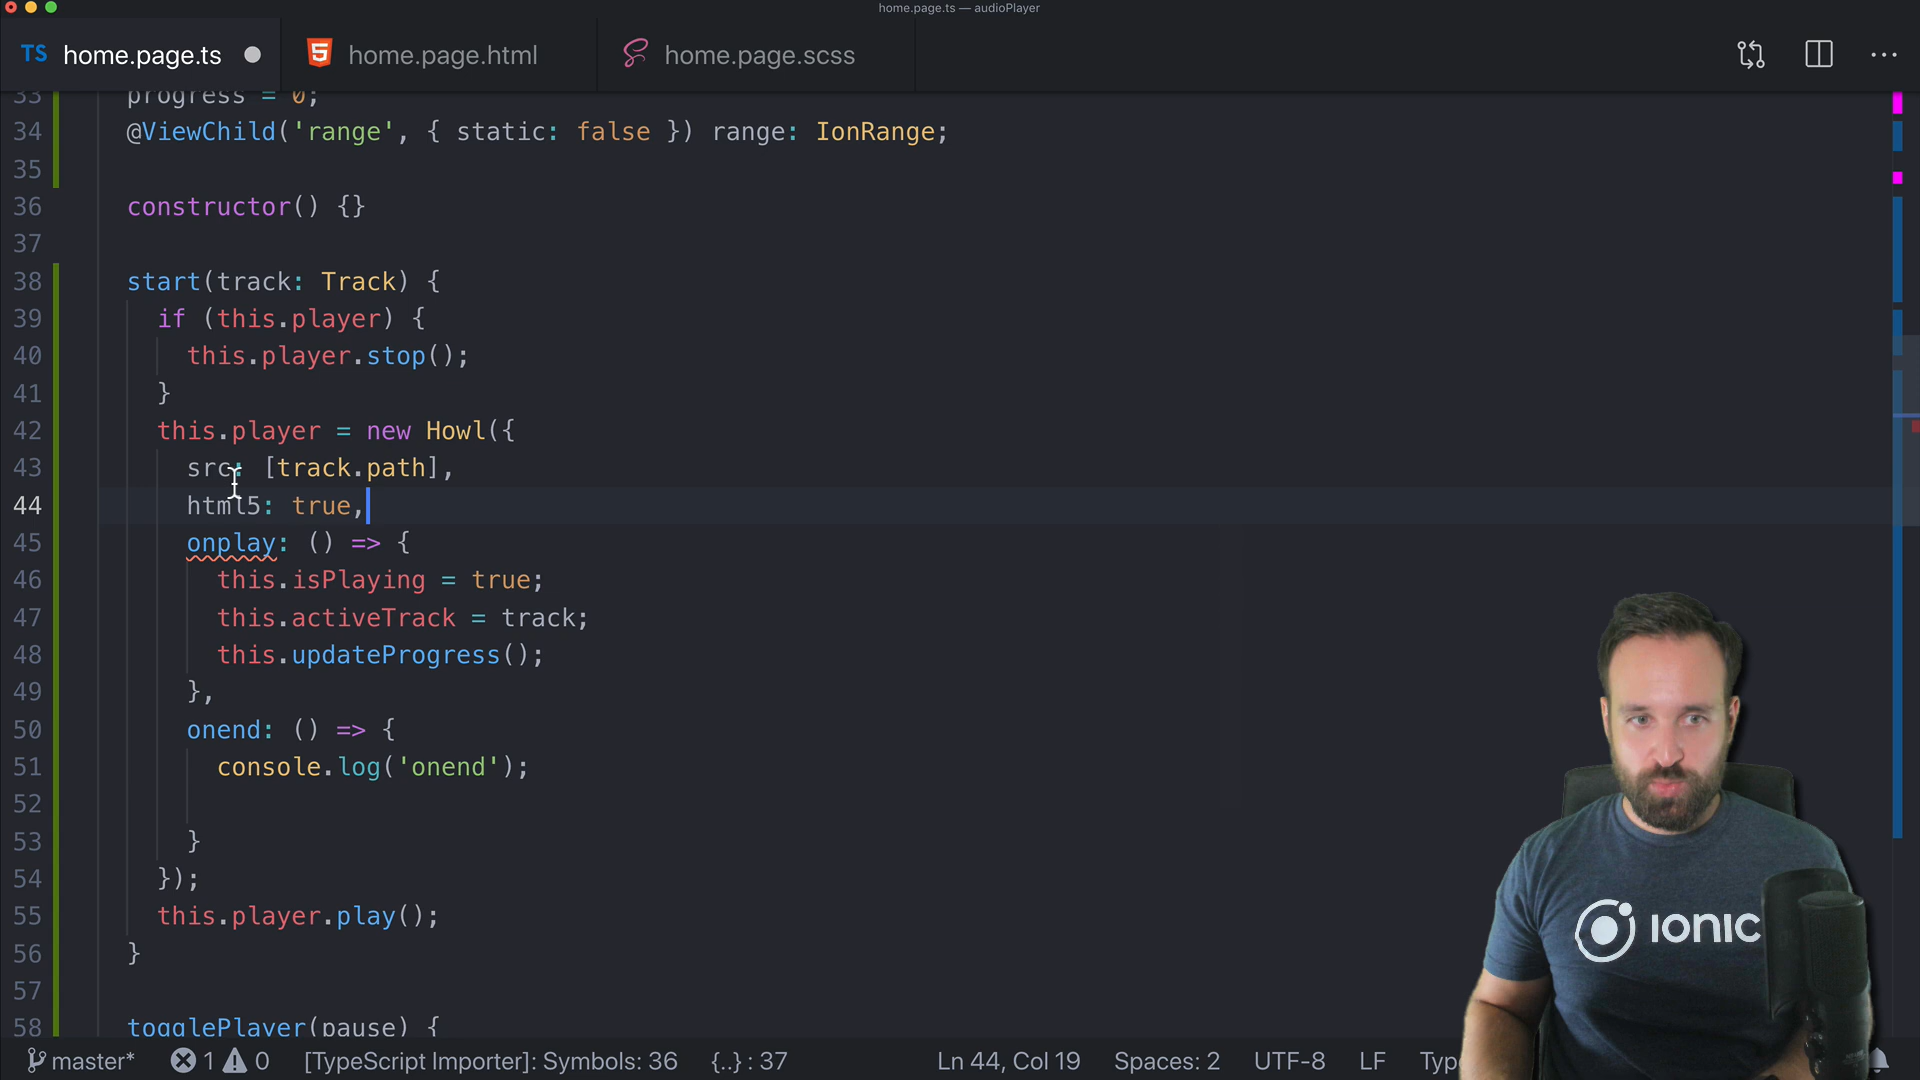 home.page.ts — audioPlayer
TS home.page.ts
home.page.html
home.page.scss
33 progress = 0;
34 @ViewChild('range', { static: false }) range: IonRange;
35
36 constructor() {}
37
38 start(track: Track) {
39 if (this.player) {
40 this.player.stop();
41 }
42 this.player = new Howl({
43 src: [track.path],
44 html5: true,
45 onplay: () => {
46 this.isPlaying = true;
47 this.activeTrack = track;
48 this.updateProgress();
49 },
50 onend: () => {
51 console.log('onend');
52
53 }
54 });
55 this.player.play();
56 }
57
58 togglePlayer(pause) {
IONIC
master* 1 0 [TypeScript Importer]: Symbols: 36 {..} : 37 Ln 44, Col 19 Spaces: 2 UTF-8 LF